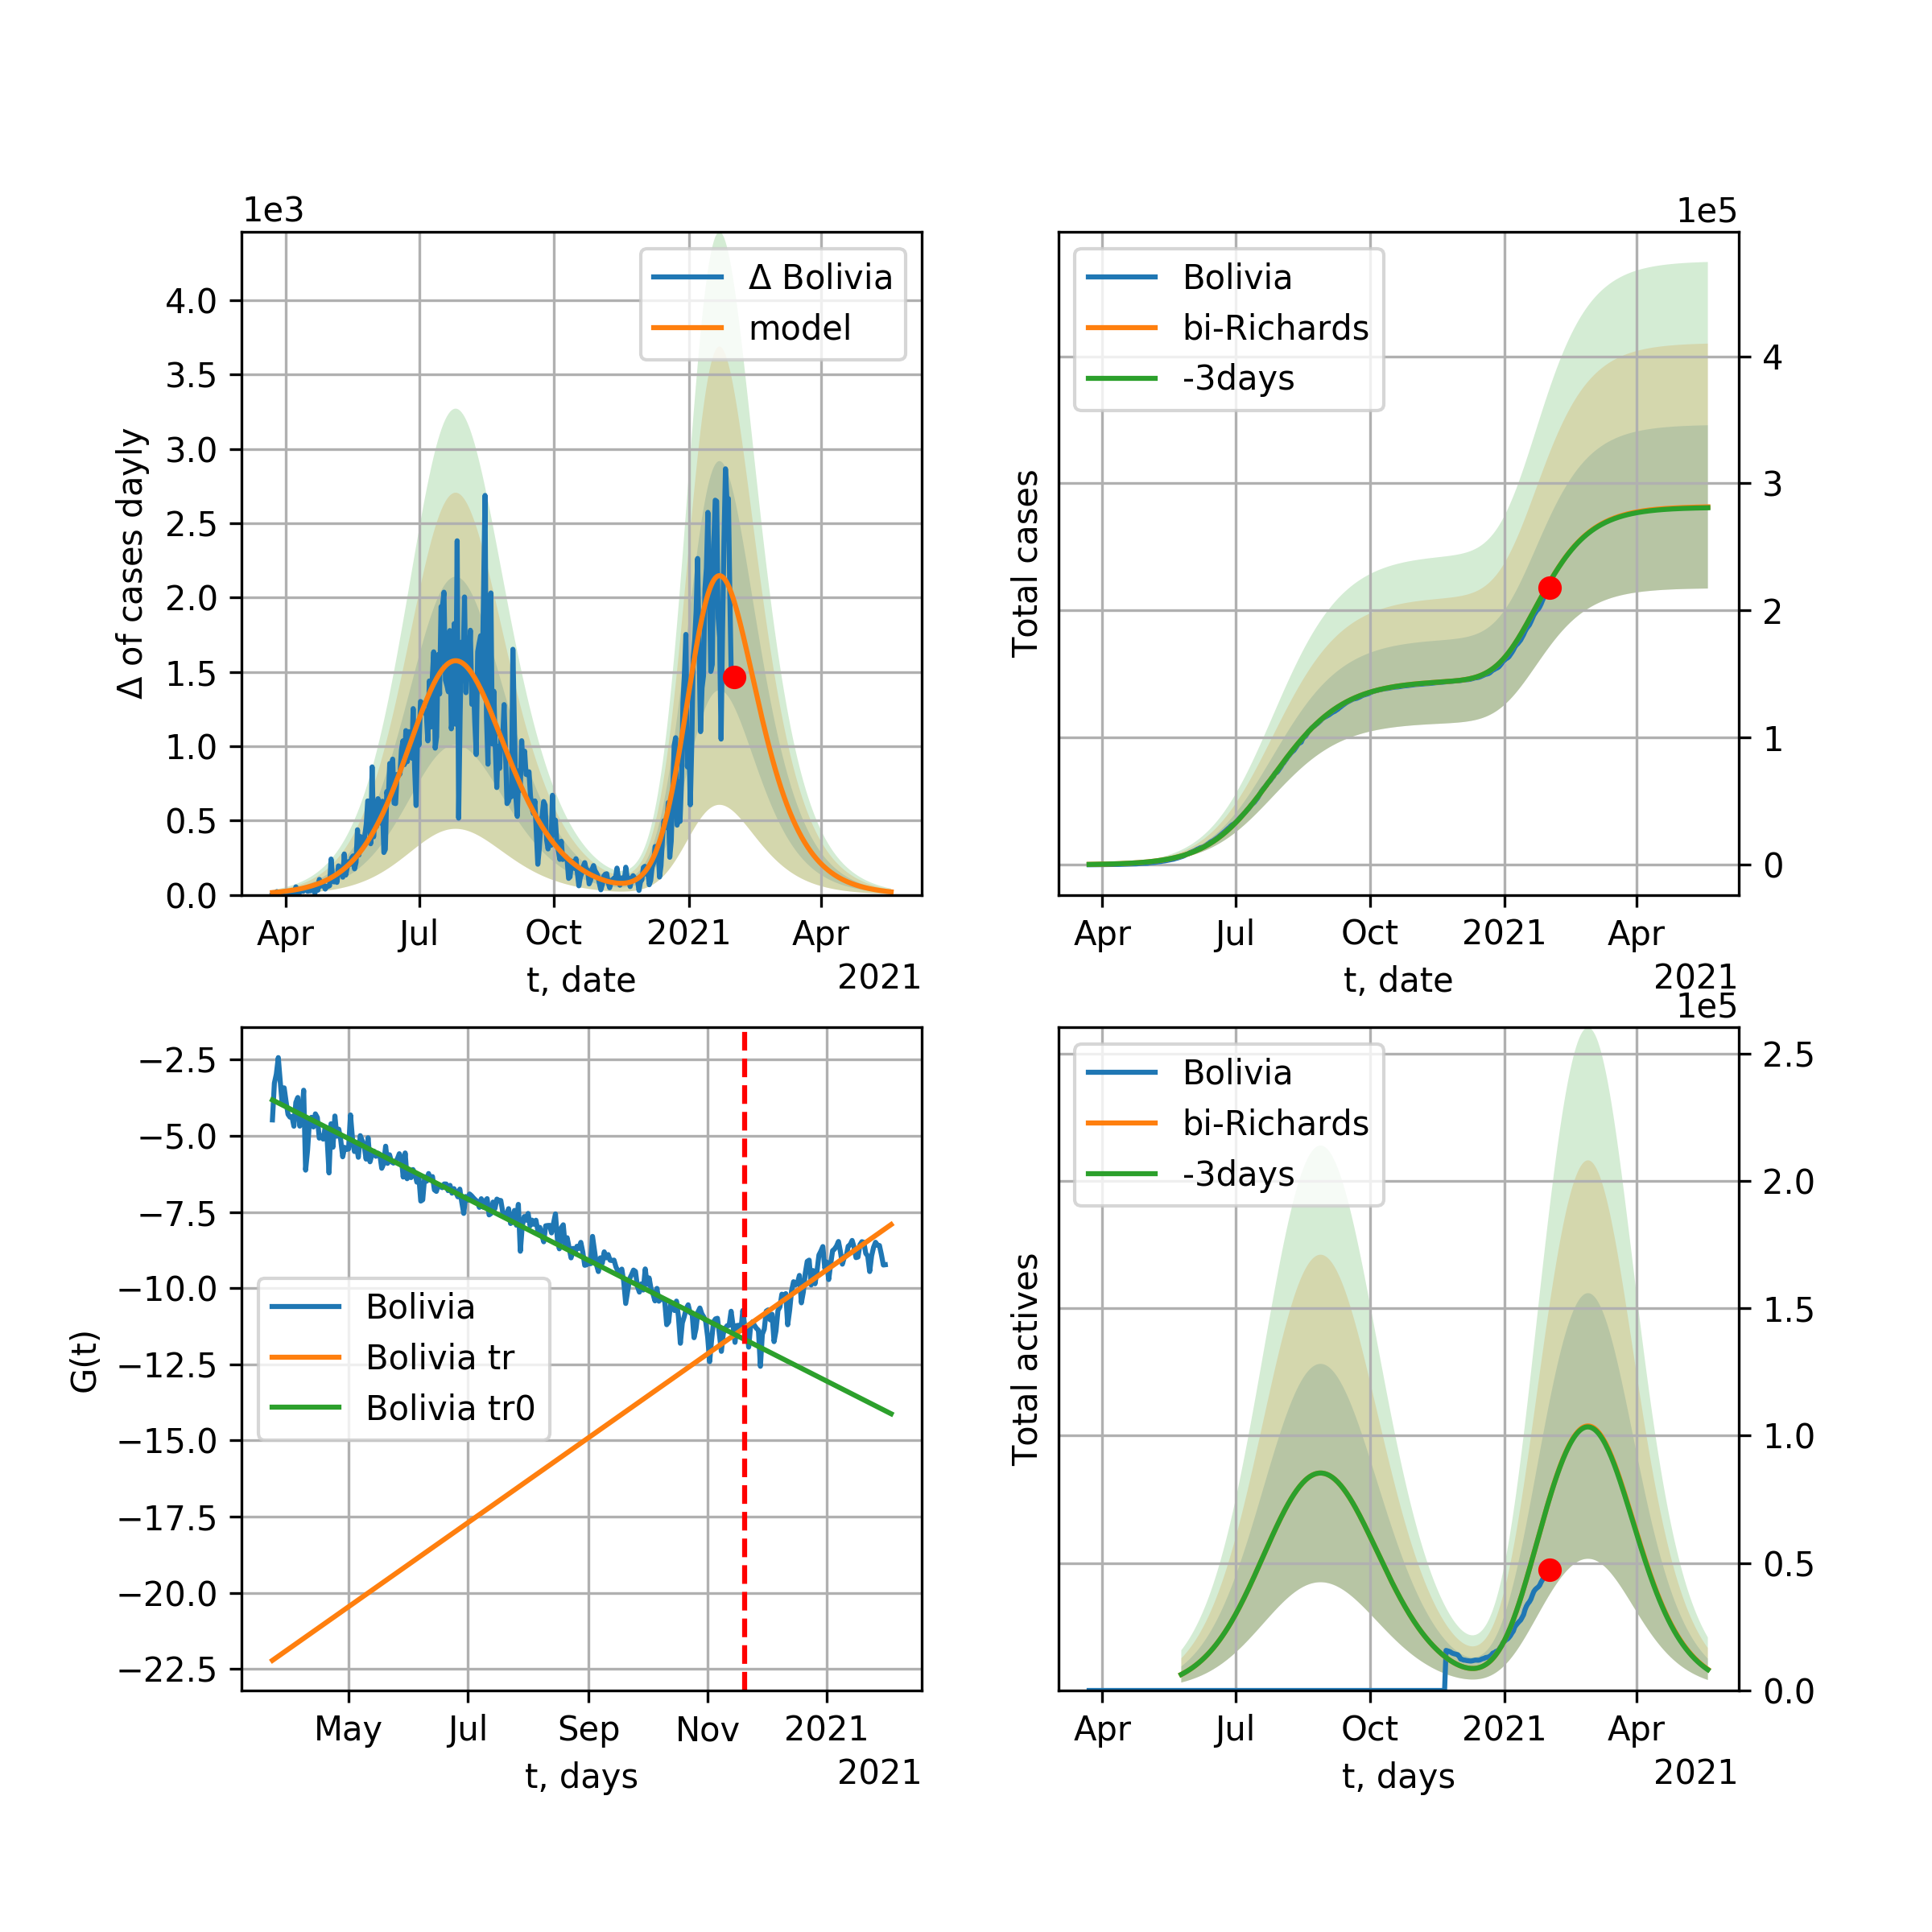 1e3
Δ of cases dayly
4.0
3.5
3.0
2.5
2.0
1.5
1.0
0.5
0.0
Δ Bolivia
model
Apr Jul Oct 2021 Apr
t, date
2021
1e5
Total cases
Bolivia
bi-Richards
-3days
4
3
2
1
0
Apr Jul Oct 2021 Apr
t, date
2021
G(t)
−2.5
−5.0
−7.5
−10.0
−12.5
−15.0
−17.5
−20.0
−22.5
Bolivia
Bolivia tr
Bolivia tr0
May Jul Sep Nov 2021
t, days
2021
1e5
Total actives
Bolivia
bi-Richards
-3days
2.5
2.0
1.5
1.0
0.5
0.0
Apr Jul Oct 2021 Apr
t, days
2021